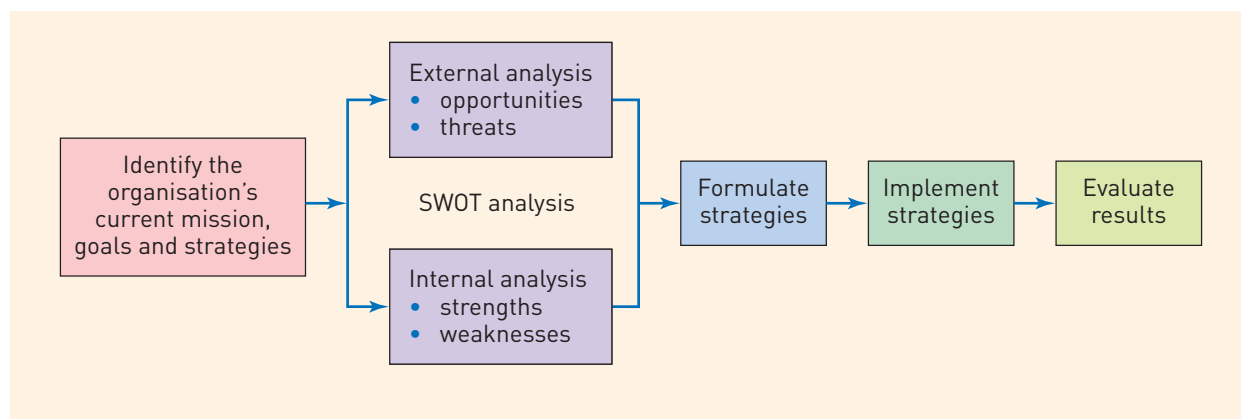 Identify the
organisation’s
current mission,
goals and strategies
External analysis
• opportunities
• threats
SWOT analysis
Internal analysis
• strengths
• weaknesses
Formulate
strategies
Implement
strategies
Evaluate
results